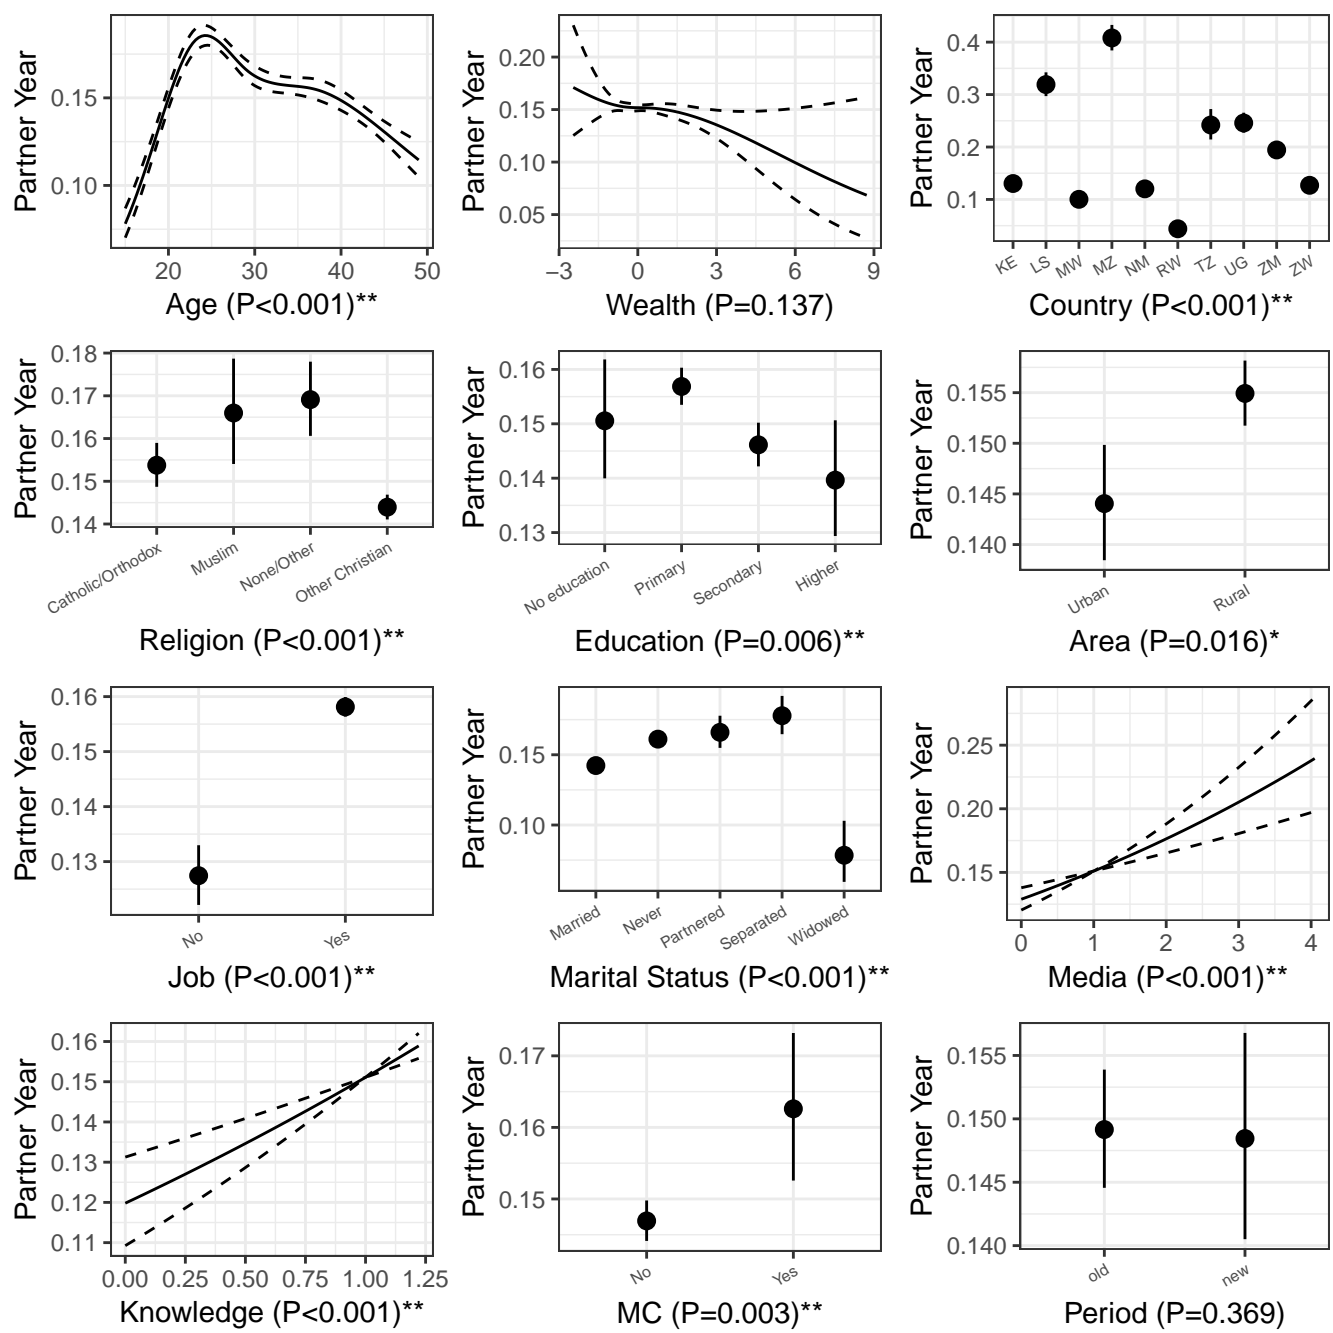 Partner Year
0.15
0.10
20 30 40 50
Age (P<0.001)**
Partner Year
0.20
0.15
0.10
0.05
−3 0 3 6 9
Wealth (P=0.137)
Partner Year
0.4
0.3
0.2
0.1
KE LS MW MZ NM RW TZ UG ZM ZW
Country (P<0.001)**
Partner Year
0.18
0.17
0.16
0.15
0.14
Catholic/Orthodox Muslim None/Other Other Christian
Religion (P<0.001)**
Partner Year
0.16
0.15
0.14
0.13
No education Primary Secondary Higher
Education (P=0.006)**
Partner Year
0.155
0.150
0.145
0.140
Urban Rural
Area (P=0.016)*
Partner Year
0.16
0.15
0.14
0.13
No Yes
Job (P<0.001)**
Partner Year
0.15
0.10
Married Never Partnered Separated Widowed
Marital Status (P<0.001)**
Partner Year
0.25
0.20
0.15
0 1 2 3 4
Media (P<0.001)**
Partner Year
0.16
0.15
0.14
0.13
0.12
0.11
0.00 0.25 0.50 0.75 1.00 1.25
Knowledge (P<0.001)**
Partner Year
0.17
0.16
0.15
No Yes
MC (P=0.003)**
Partner Year
0.155
0.150
0.145
0.140
old new
Period (P=0.369)